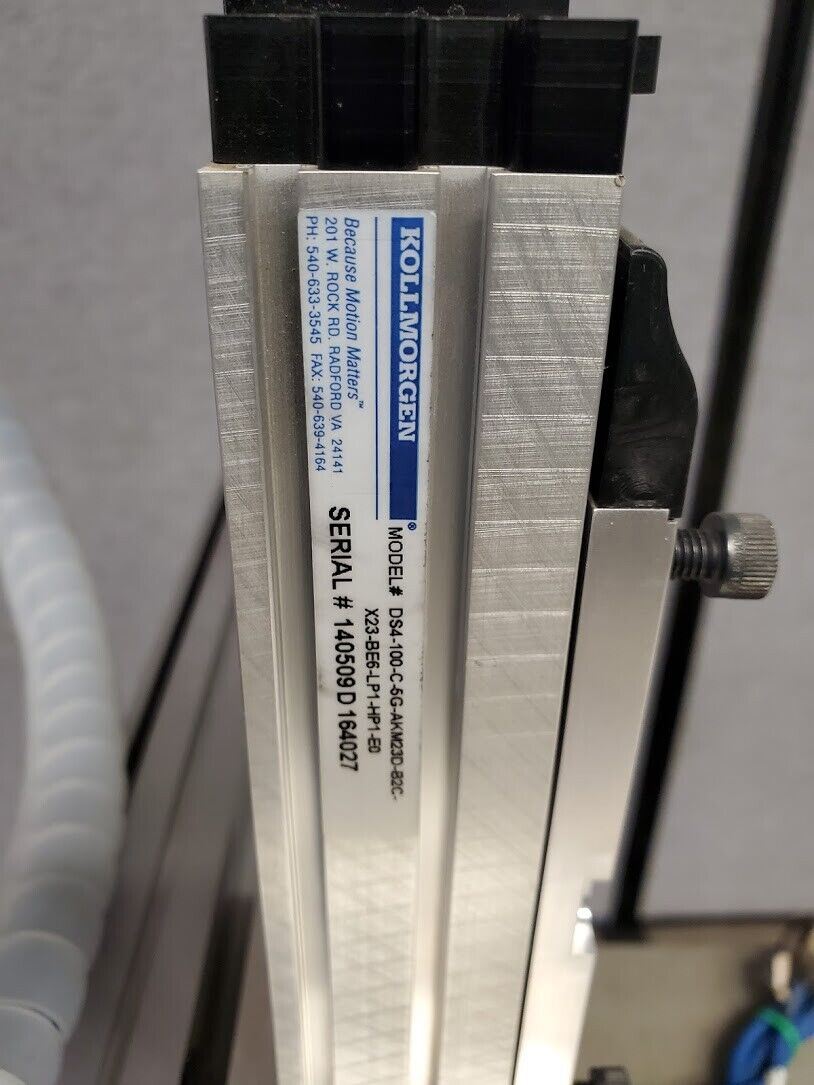 KOLLMORGEN®
Because Motion Matters™
201 W. ROCK RD. RADFORD VA 24141
PH: 540-633-3545 FAX: 540-639-4164
MODEL# DS4-100-C-5G-AKM23D-B2C-
X23-BE6-LP1-HP1-E0
SERIAL # 140509D164027